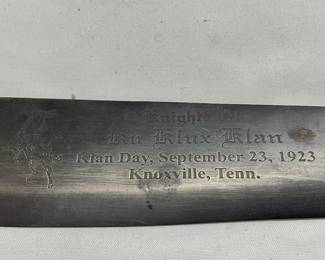 Knights Of
Ku Klux Klan
Klan Day, September 23, 1923
Knoxville, Tenn.